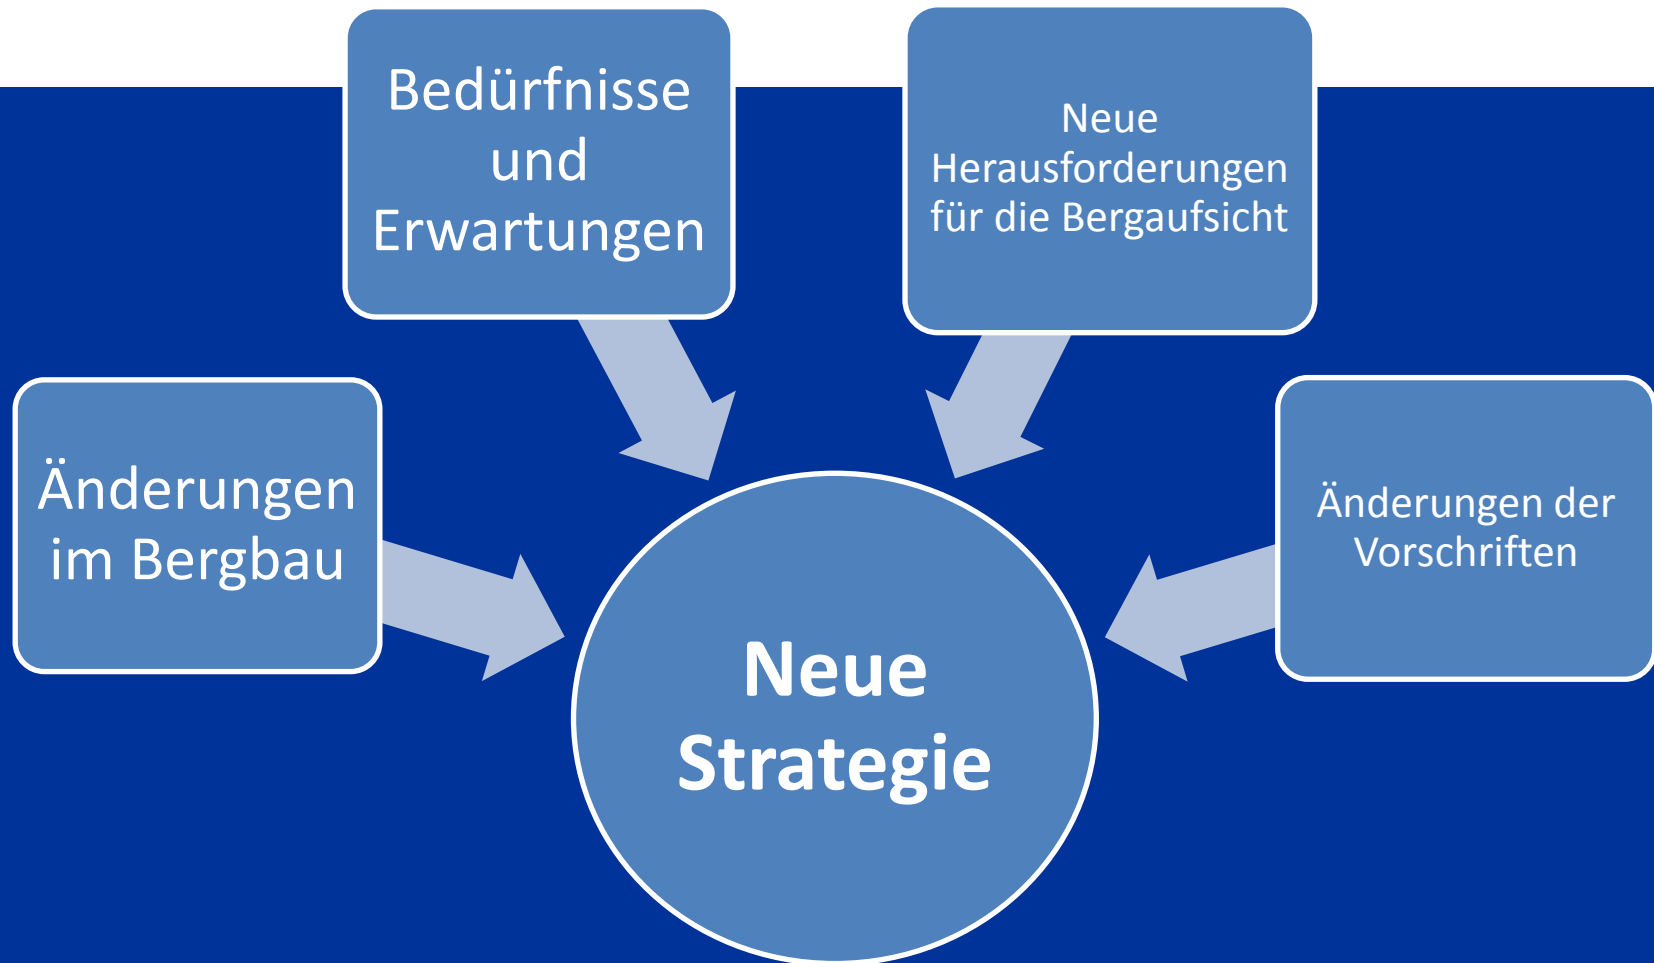 Bedürfnisse
und
Erwartungen
Neue
Herausforderungen
für die Bergaufsicht
Änderungen
im Bergbau
Änderungen der
Vorschriften
Neue
Strategie